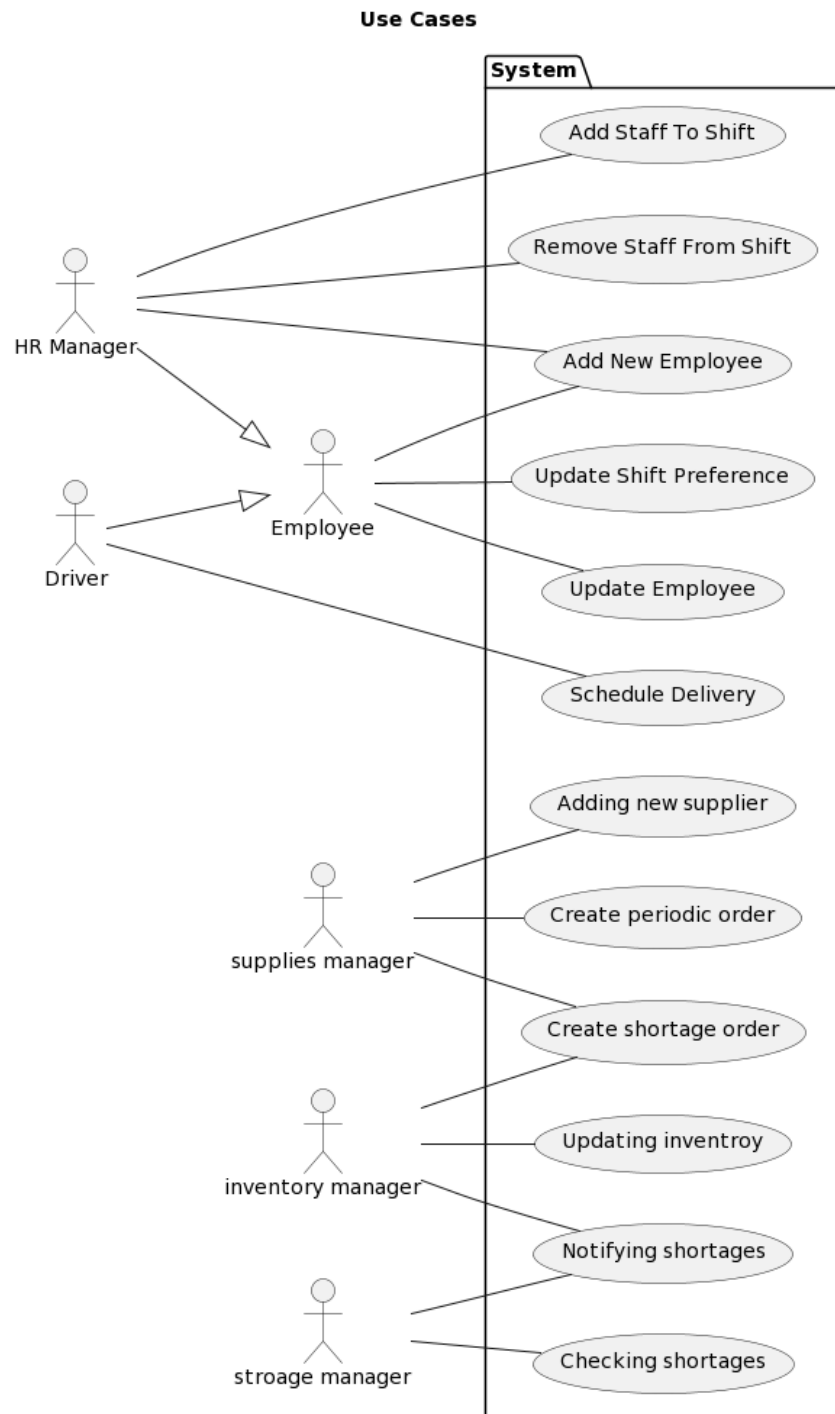 Use Cases
System
Add Staff To Shift
Remove Staff From Shift
HR Manager
Add New Employee
Update Shift Preference
Employee
Driver
Update Employee
Schedule Delivery
Adding new supplier
Create periodic order
supplies manager
Create shortage order
Updating inventroy
inventory manager
Notifying shortages
Checking shortages
stroage manager